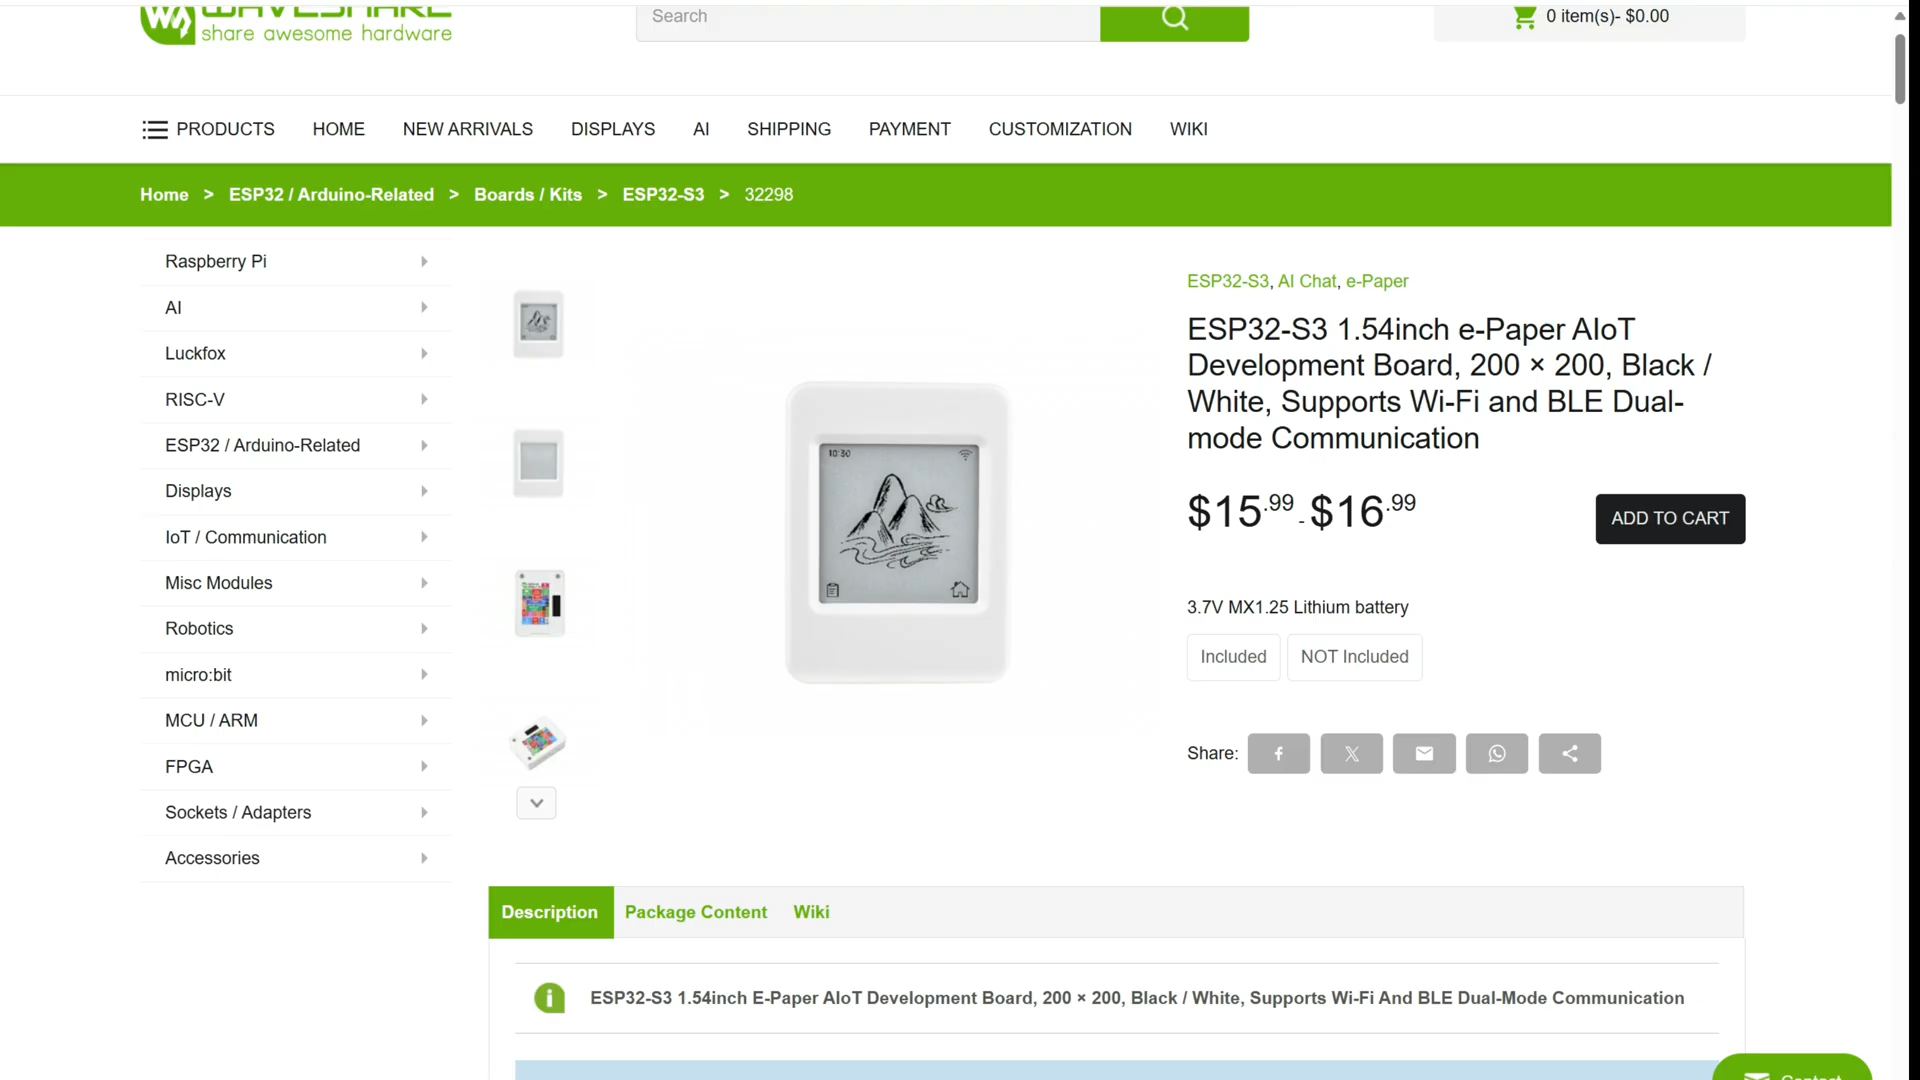 WAVESHARE
share awesome hardware
Search
0 item(s)- $0.00
PRODUCTS HOME NEW ARRIVALS DISPLAYS AI SHIPPING PAYMENT CUSTOMIZATION WIKI
Home > ESP32 / Arduino-Related > Boards / Kits > ESP32-S3 > 32298
Raspberry Pi
AI
Luckfox
RISC-V
ESP32 / Arduino-Related
Displays
IoT / Communication
Misc Modules
Robotics
micro:bit
MCU / ARM
FPGA
Sockets / Adapters
Accessories
10:30
ESP32-S3, AI Chat, e-Paper
ESP32-S3 1.54inch e-Paper AIoT
Development Board, 200 × 200, Black /
White, Supports Wi-Fi and BLE Dual-
mode Communication
$15.99 - $16.99
ADD TO CART
3.7V MX1.25 Lithium battery
Included NOT Included
Share:
Description Package Content Wiki
ESP32-S3 1.54inch E-Paper AIoT Development Board, 200 × 200, Black / White, Supports Wi-Fi And BLE Dual-Mode Communication
Contact